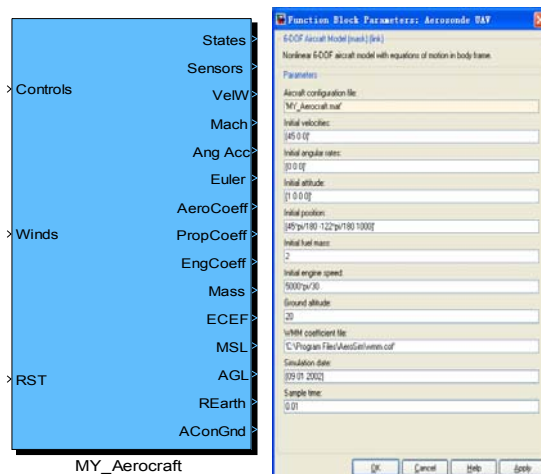 States
Sensors
Controls
VelW
Mach
Ang Acc
Euler
AeroCoeff
Winds
PropCoeff
EngCoeff
Mass
ECEF
MSL
RST
AGL
REarth
AConGnd
MY_Aerocraft
Function Block Parameters: Aerosonde UAV
6-DOF Aircraft Model (mask) (link)
Nonlinear 6-DOF aircraft model with equations of motion in body frame.
Parameters
Aircraft configuration file:
'MY_Aerocraft.mat'
Initial velocities:
[45 0 0]'
Initial angular rates:
[0 0 0]'
Initial attitude:
[1 0 0 0]'
Initial position:
[45*pi/180 -122*pi/180 1000]'
Initial fuel mass:
2
Initial engine speed:
5000*pi/30
Ground altitude:
20
WMM coefficient file:
'C:\Program Files\AeroSim\wmm.cof'
Simulation date:
[09 01 2002]
Sample time:
0.01
OK Cancel Help Apply